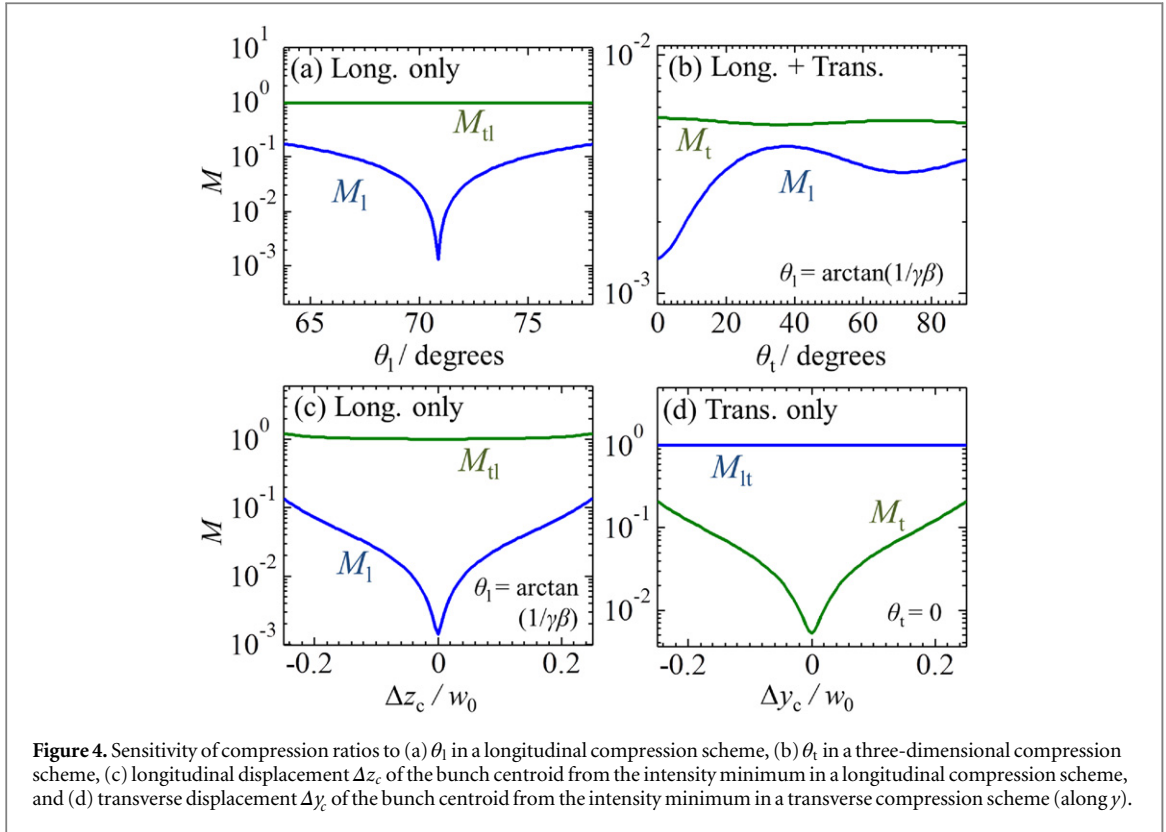 10^1
10^0
10^-1
10^-2
10^-3
M
(a) Long. only
M_tl
M_l
65 70 75
θ_l / degrees
10^-2
10^-3
(b) Long. + Trans.
M_t
M_l
θ_l = arctan(1/γβ)
0 20 40 60 80
θ_t / degrees
10^0
10^-1
10^-2
10^-3
M
(c) Long. only
M_tl
M_l
θ_l = arctan
(1/γβ)
-0.2 0 0.2
Δz_c / w_0
10^0
10^-1
10^-2
(d) Trans. only
M_lt
M_t
θ_t = 0
-0.2 0 0.2
Δy_c / w_0
Figure 4. Sensitivity of compression ratios to (a) θ_l in a longitudinal compression scheme, (b) θ_t in a three-dimensional compression
scheme, (c) longitudinal displacement Δz_c of the bunch centroid from the intensity minimum in a longitudinal compression scheme,
and (d) transverse displacement Δy_c of the bunch centroid from the intensity minimum in a transverse compression scheme (along y).